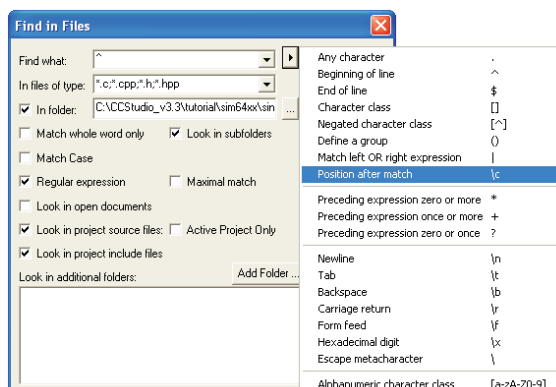 Find in Files
Find what: ^
In files of type: *.c;*.cpp;*.h;*.hpp
In folder: C:\CCStudio_v3.3\tutorial\sim64xx\sin ...
Match whole word only Look in subfolders
Match Case
Regular expression Maximal match
Look in open documents
Look in project source files: Active Project Only
Look in project include files
Look in additional folders: Add Folder ...
Any character .
Beginning of line ^
End of line $
Character class []
Negated character class [^]
Define a group ()
Match left OR right expression |
Position after match \c
Preceding expression zero or more *
Preceding expression once or more +
Preceding expression zero or once ?
Newline \n
Tab \t
Backspace \b
Carriage return \r
Form feed \f
Hexadecimal digit \x
Escape metacharacter \
Alphanumeric character class [a-zA-Z0-9]